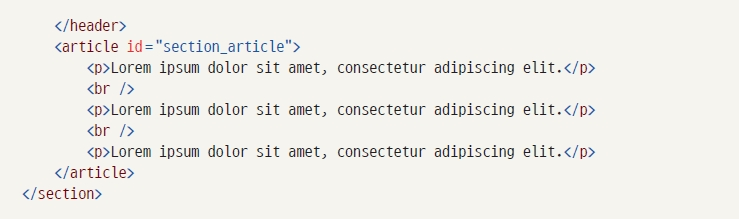 </header>
<article id="section_article">
<p>Lorem ipsum dolor sit amet, consectetur adipiscing elit.</p>
<br />
<p>Lorem ipsum dolor sit amet, consectetur adipiscing elit.</p>
<br />
<p>Lorem ipsum dolor sit amet, consectetur adipiscing elit.</p>
</article>
</section>